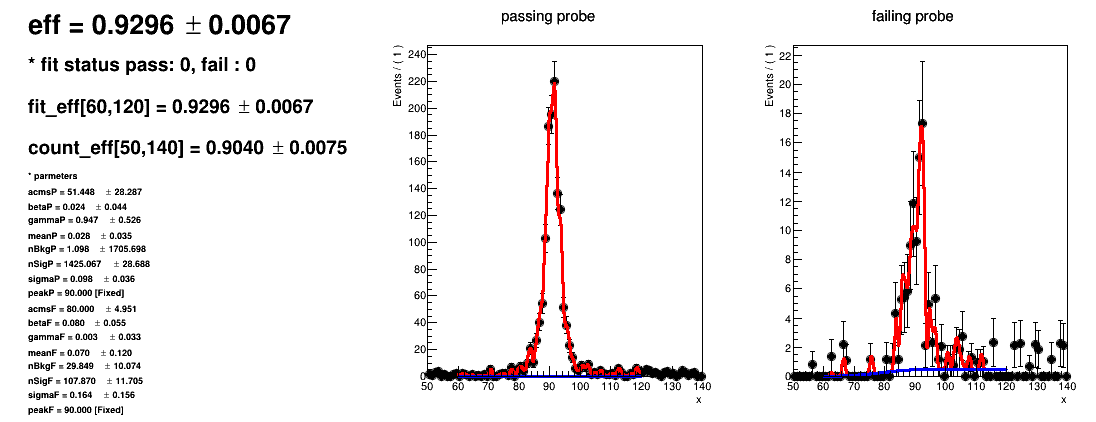 eff = 0.9296 ± 0.0067
* fit status pass: 0, fail : 0
fit_eff[60,120] = 0.9296 ± 0.0067
count_eff[50,140] = 0.9040 ± 0.0075
* parmeters
acmsP = 51.448 ± 28.287
betaP = 0.024 ± 0.044
gammaP = 0.947 ± 0.526
meanP = 0.028 ± 0.035
nBkgP = 1.098 ± 1705.698
nSigP = 1425.067 ± 28.688
sigmaP = 0.098 ± 0.036
peakP = 90.000 [Fixed]
acmsF = 80.000 ± 4.951
betaF = 0.080 ± 0.055
gammaF = 0.003 ± 0.033
meanF = 0.070 ± 0.120
nBkgF = 29.849 ± 10.074
nSigF = 107.870 ± 11.705
sigmaF = 0.164 ± 0.156
peakF = 90.000 [Fixed]
passing probe
Events / ( 1 )
240
220
200
180
160
140
120
100
80
60
40
20
0
50 60 70 80 90 100 110 120 130 140
x
failing probe
Events / ( 1 )
22
20
18
16
14
12
10
8
6
4
2
0
50 60 70 80 90 100 110 120 130 140
x